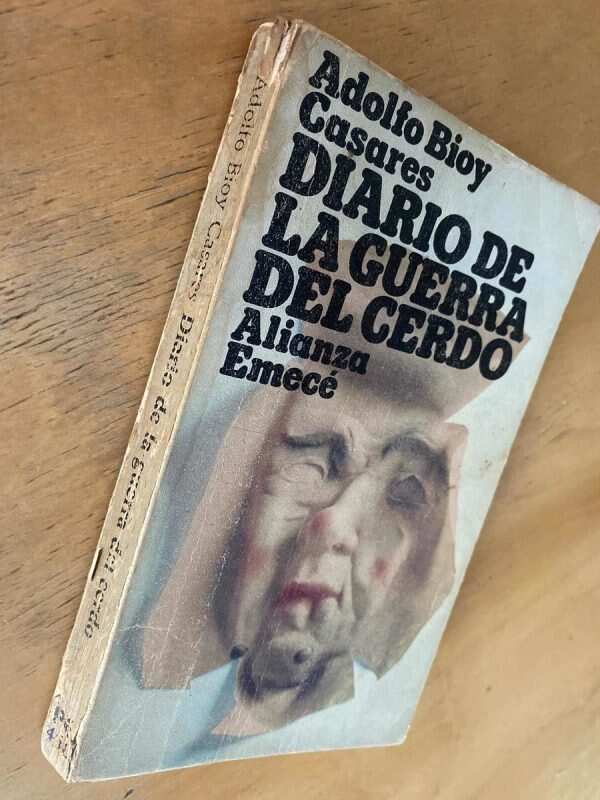 Adolfo Bioy
Casares
DIARIO DE
LA GUERRA
DEL CERDO
Alianza
Emecé
Adolfo Bioy Casares Diario de la guerra del cerdo